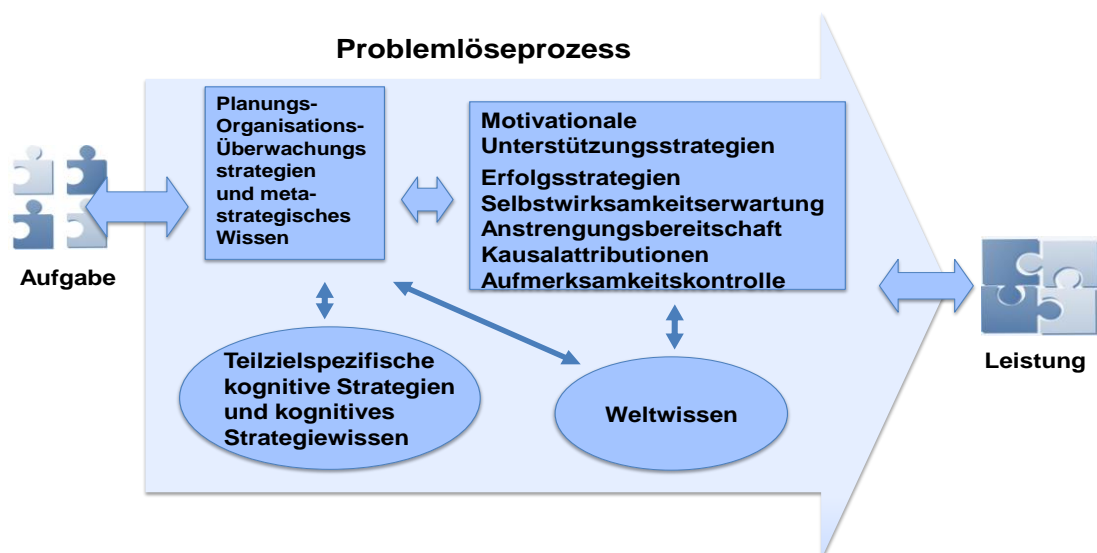 Problemlöseprozess
Planungs-
Organisations-
Überwachungs
strategien
und meta-
strategisches
Wissen
Motivationale
Unterstützungsstrategien
Erfolgsstrategien
Selbstwirksamkeitserwartung
Anstrengungsbereitschaft
Kausalattributionen
Aufmerksamkeitskontrolle
Aufgabe
Leistung
Teilzielspezifische
kognitive Strategien
und kognitives
Strategiewissen
Weltwissen